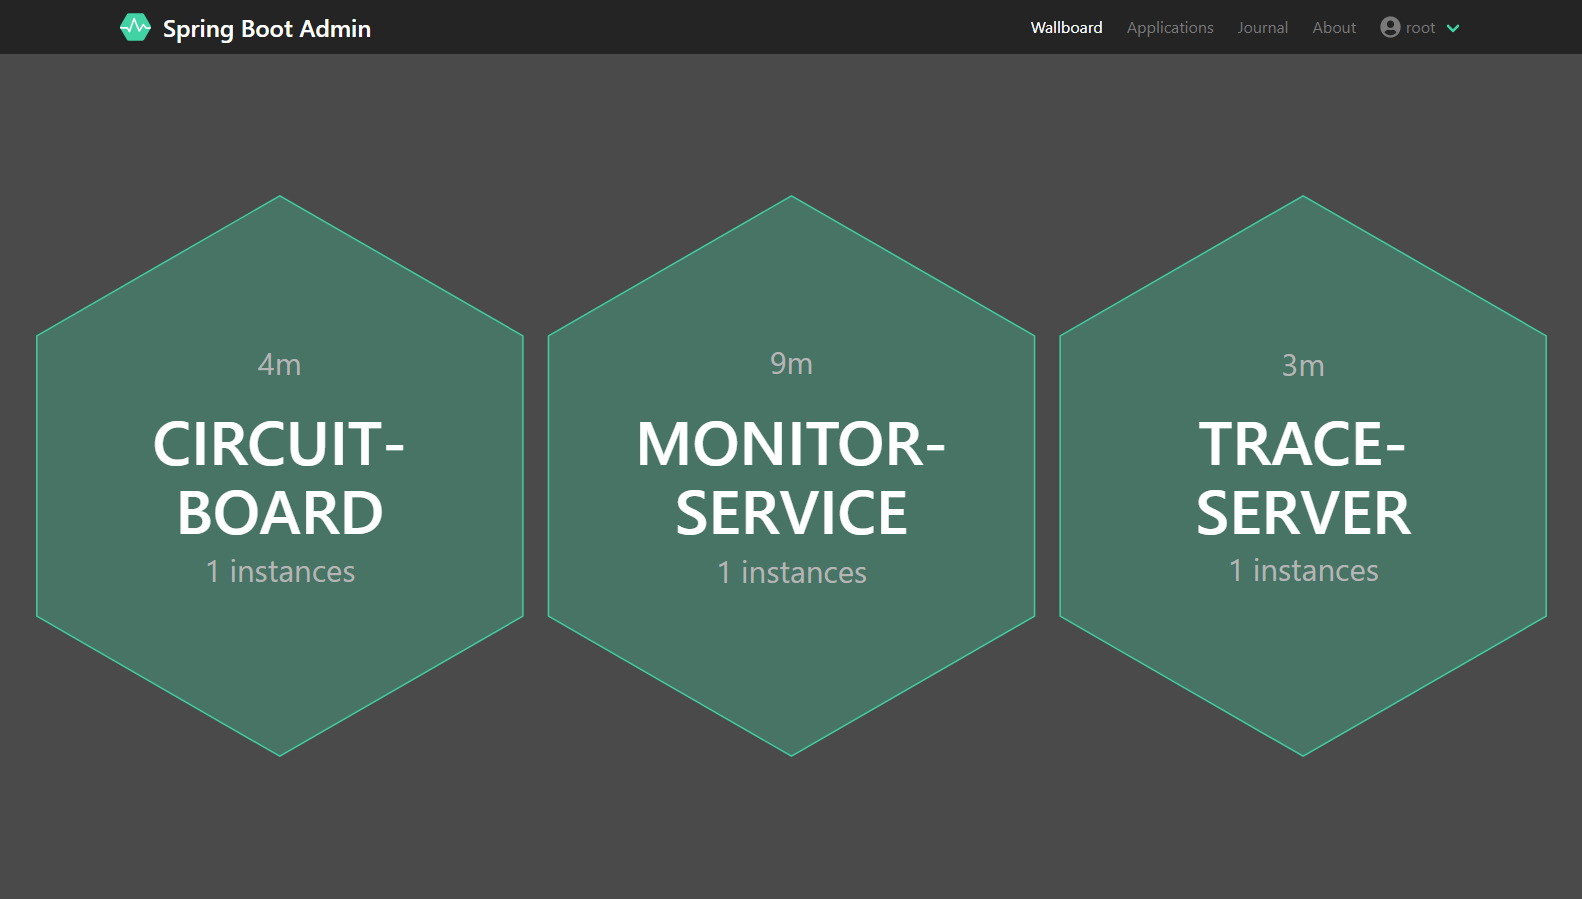 Spring Boot Admin
Wallboard Applications Journal About root
4m
CIRCUIT-
BOARD
1 instances
9m
MONITOR-
SERVICE
1 instances
3m
TRACE-
SERVER
1 instances